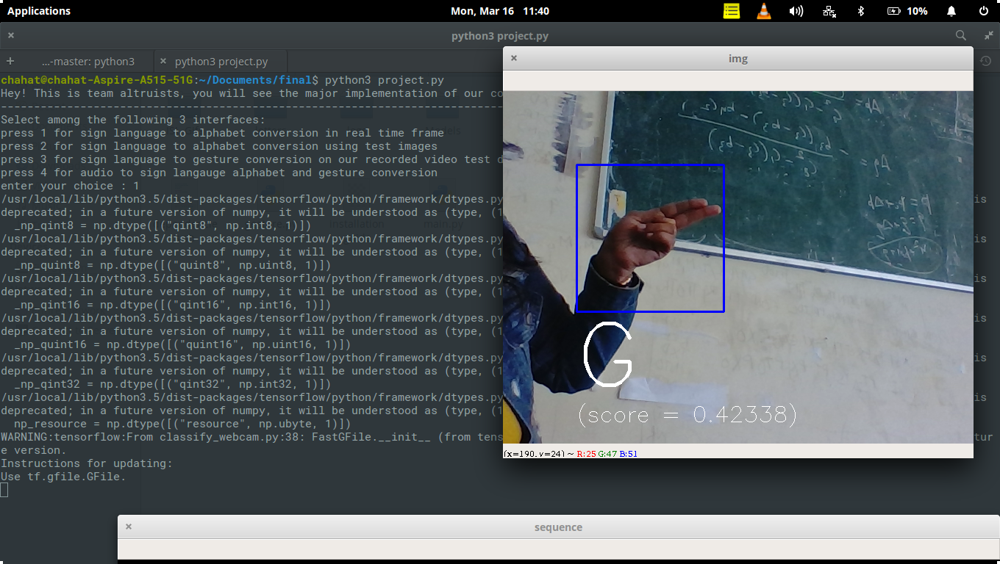 Applications
Mon, Mar 16 11:40
10%
python3 project.py
...-master: python3
python3 project.py
chahat@chahat-Aspire-A515-51G:~/Documents/final$ python3 project.py
Hey! This is team altruists, you will see the major implementation of our co
--------------------------------------------------------------------------
Select among the following 3 interfaces:
press 1 for sign language to alphabet conversion in real time frame
press 2 for sign language to alphabet conversion using test images
press 3 for sign language to gesture conversion on our recorded video test d
press 4 for audio to sign langauge alphabet and gesture conversion
enter your choice : 1
/usr/local/lib/python3.5/dist-packages/tensorflow/python/framework/dtypes.py is
deprecated; in a future version of numpy, it will be understood as (type, (1
_np_qint8 = np.dtype([("qint8", np.int8, 1)])
/usr/local/lib/python3.5/dist-packages/tensorflow/python/framework/dtypes.py is
deprecated; in a future version of numpy, it will be understood as (type, (1
_np_quint8 = np.dtype([("quint8", np.uint8, 1)])
/usr/local/lib/python3.5/dist-packages/tensorflow/python/framework/dtypes.py is
deprecated; in a future version of numpy, it will be understood as (type, (1
_np_qint16 = np.dtype([("qint16", np.int16, 1)])
/usr/local/lib/python3.5/dist-packages/tensorflow/python/framework/dtypes.py is
deprecated; in a future version of numpy, it will be understood as (type, (1
_np_quint16 = np.dtype([("quint16", np.uint16, 1)])
/usr/local/lib/python3.5/dist-packages/tensorflow/python/framework/dtypes.py is
deprecated; in a future version of numpy, it will be understood as (type, (1
_np_qint32 = np.dtype([("qint32", np.int32, 1)])
/usr/local/lib/python3.5/dist-packages/tensorflow/python/framework/dtypes.py is
deprecated; in a future version of numpy, it will be understood as (type, (1
np_resource = np.dtype([("resource", np.ubyte, 1)])
WARNING:tensorflow:From classify_webcam.py:38: FastGFile.__init__ (from tens tur
e version.
Instructions for updating:
Use tf.gfile.GFile.
img
G
(score = 0.42338)
(x=190, y=24) ~ R:25 G:47 B:51
sequence